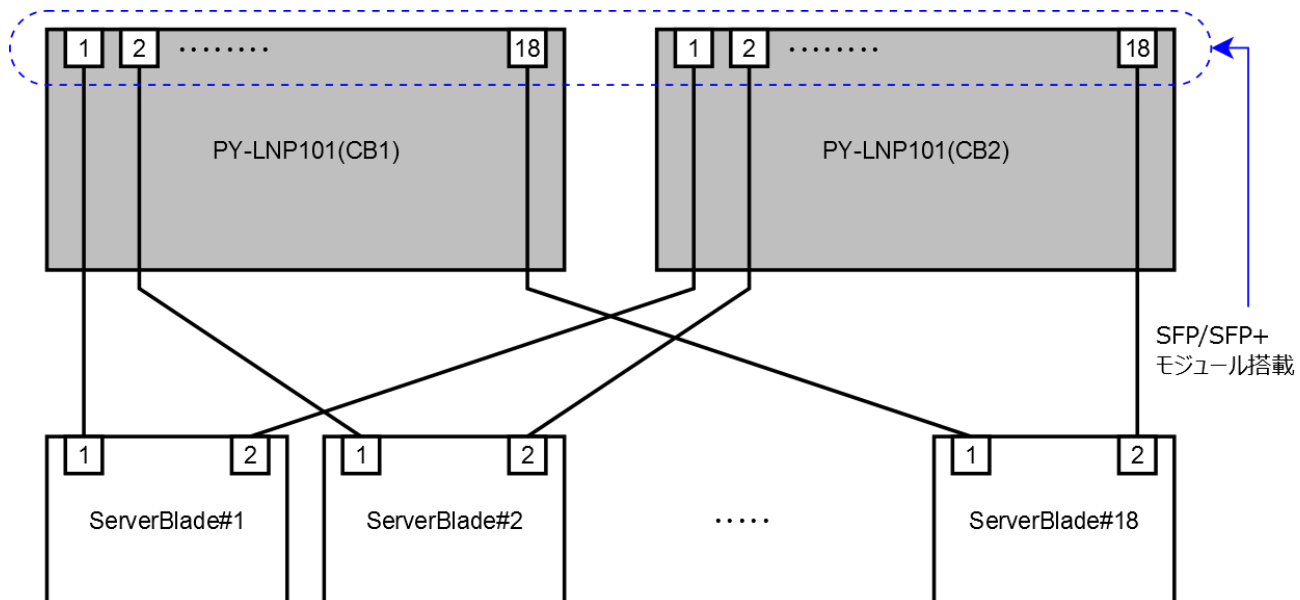 1 2 ········ 18
1 2 ········ 18
PY-LNP101(CB1)
PY-LNP101(CB2)
SFP/SFP+
モジュール搭載
1 2
1 2
1 2
ServerBlade#1
ServerBlade#2
·····
ServerBlade#18